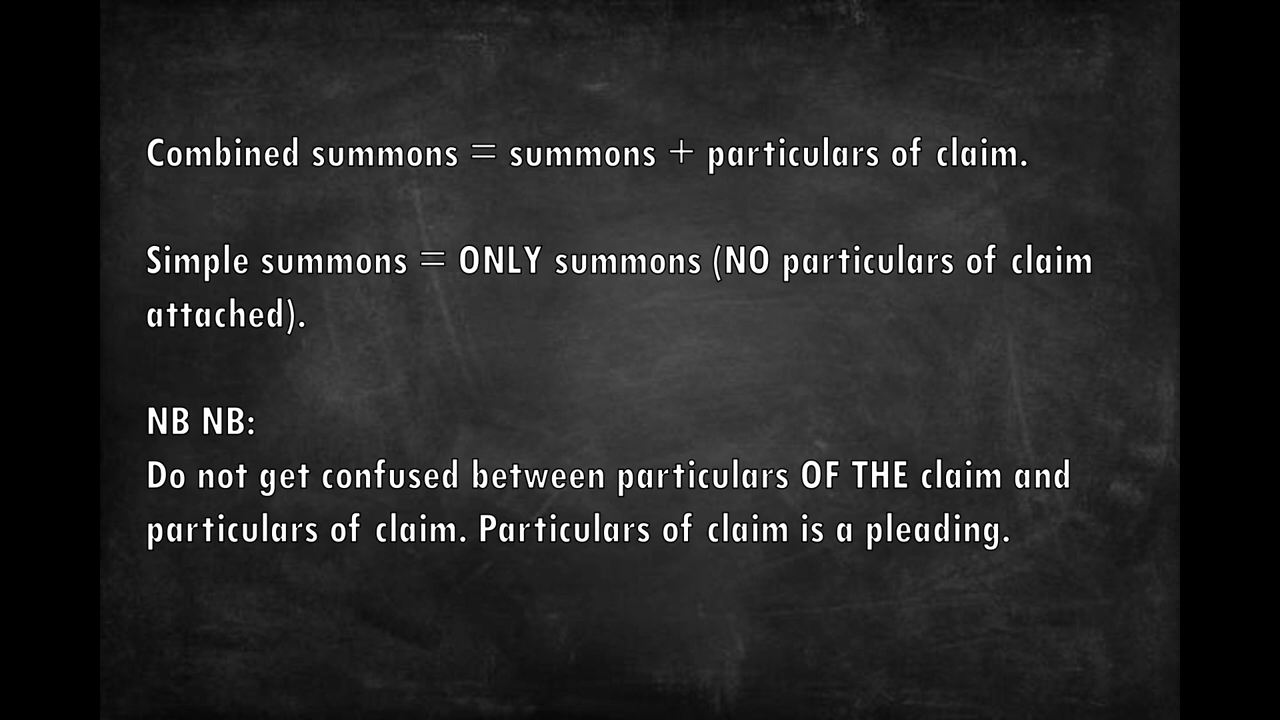 Combined summons = summons + particulars of claim.
Simple summons = ONLY summons (NO particulars of claim
attached).
NB NB:
Do not get confused between particulars OF THE claim and
particulars of claim. Particulars of claim is a pleading.